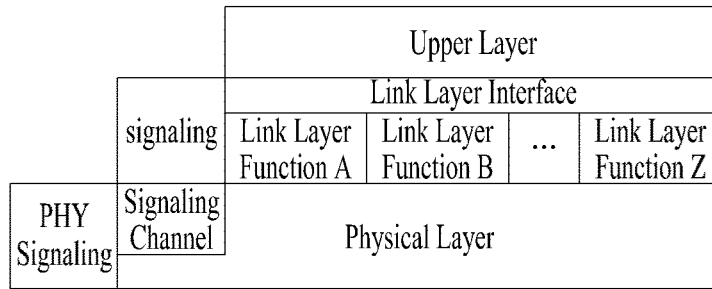 Upper Layer
Link Layer Interface
signaling
Link Layer
Function A
Link Layer
Function B
...
Link Layer
Function Z
PHY
Signaling
Signaling
Channel
Physical Layer